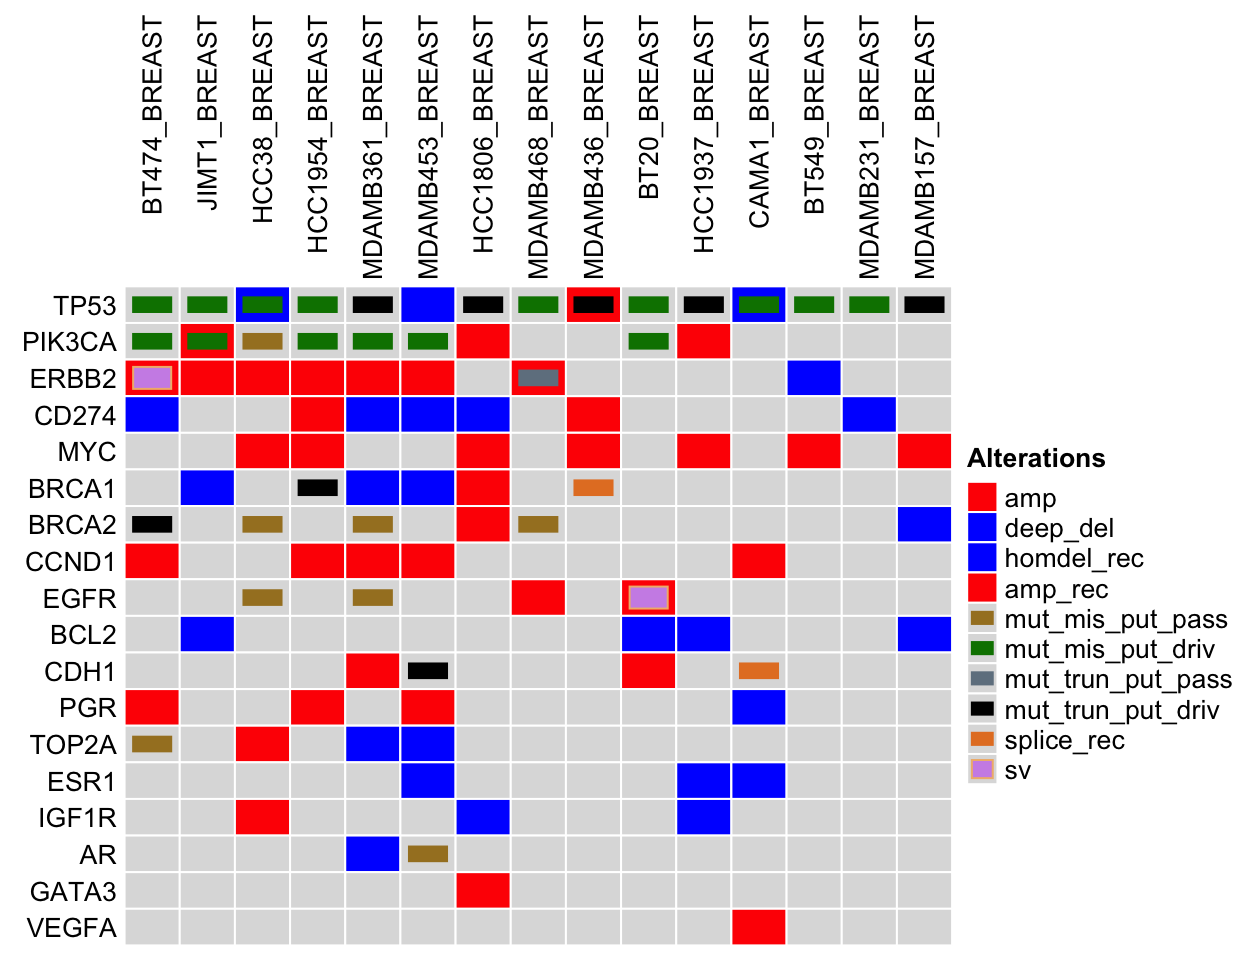 BT474_BREAST
JIMT1_BREAST
HCC38_BREAST
HCC1954_BREAST
MDAMB361_BREAST
MDAMB453_BREAST
HCC1806_BREAST
MDAMB468_BREAST
MDAMB436_BREAST
BT20_BREAST
HCC1937_BREAST
CAMA1_BREAST
BT549_BREAST
MDAMB231_BREAST
MDAMB157_BREAST
TP53
PIK3CA
ERBB2
CD274
MYC
BRCA1
BRCA2
CCND1
EGFR
BCL2
CDH1
PGR
TOP2A
ESR1
IGF1R
AR
GATA3
VEGFA
Alterations
amp
deep_del
homdel_rec
amp_rec
mut_mis_put_pass
mut_mis_put_driv
mut_trun_put_pass
mut_trun_put_driv
splice_rec
sv